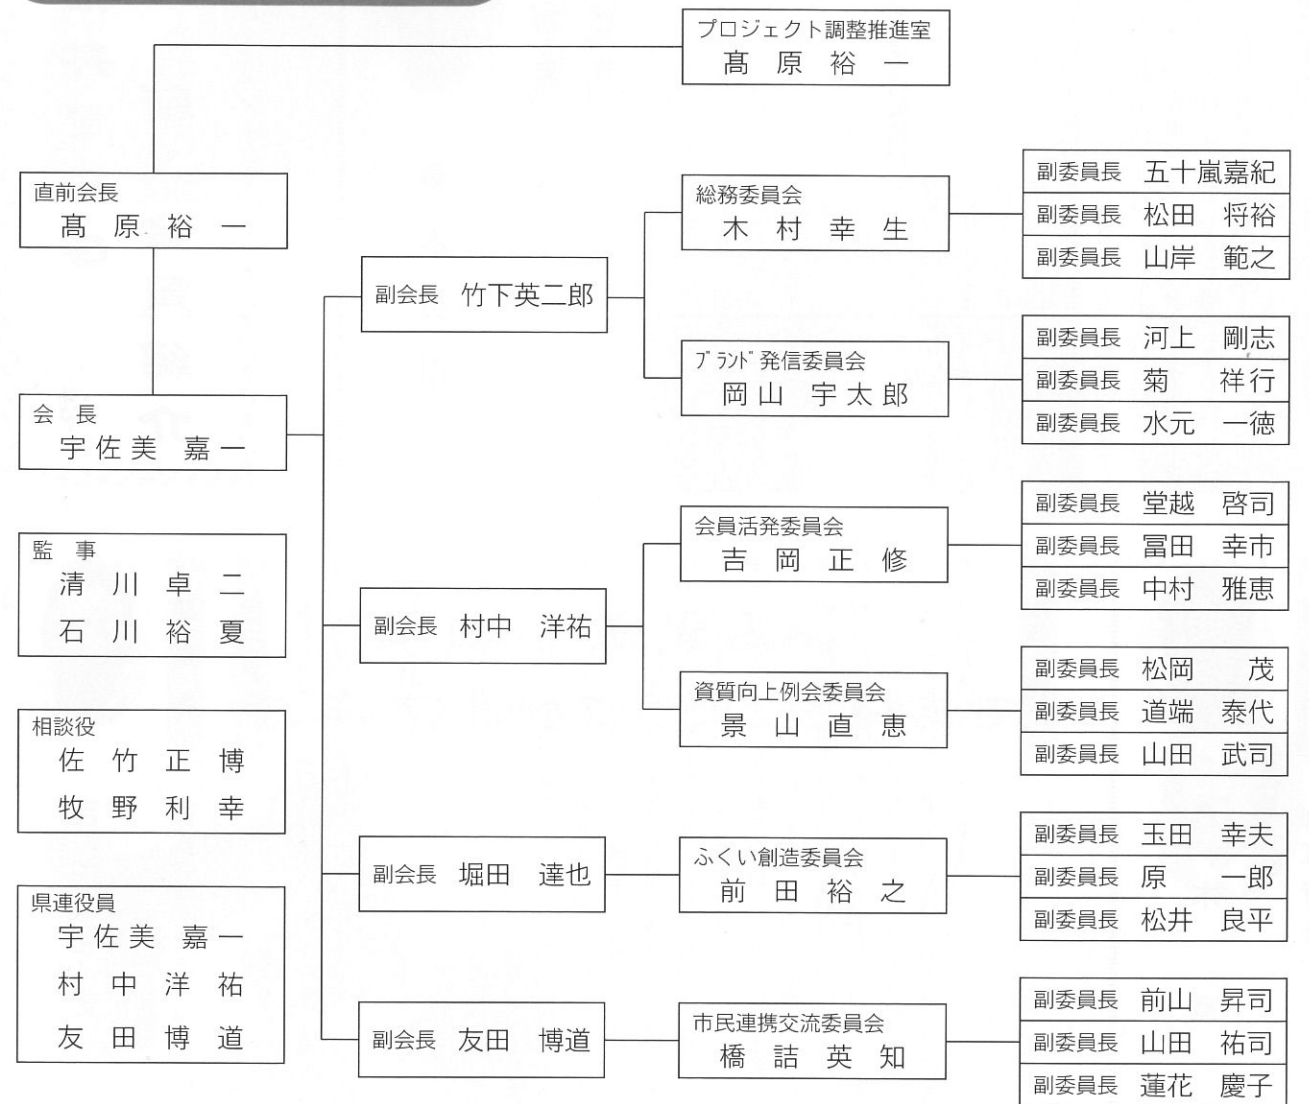 プロジェクト調整推進室
髙原裕一
直前会長
髙原裕一
会長
宇佐美 嘉一
監事
清川卓二
石川裕夏
相談役
佐竹正博
牧野利幸
県連役員
宇佐美 嘉一
村中洋祐
友田博道
副会長 竹下英二郎
総務委員会
木村幸生
副委員長 五十嵐嘉紀
副委員長 松田 将裕
副委員長 山岸 範之
ﾌﾞﾗﾝﾄﾞ発信委員会
岡山 宇太郎
副委員長 河上 剛志
副委員長 菊 祥行
副委員長 水元 一徳
副会長 村中 洋祐
会員活発委員会
吉岡正修
副委員長 堂越 啓司
副委員長 冨田 幸市
副委員長 中村 雅恵
資質向上例会委員会
景山直恵
副委員長 松岡 茂
副委員長 道端 泰代
副委員長 山田 武司
副会長 堀田 達也
ふくい創造委員会
前田裕之
副委員長 玉田 幸夫
副委員長 原 一郎
副委員長 松井 良平
副会長 友田 博道
市民連携交流委員会
橋詰英知
副委員長 前山 昇司
副委員長 山田 祐司
副委員長 蓮花 慶子